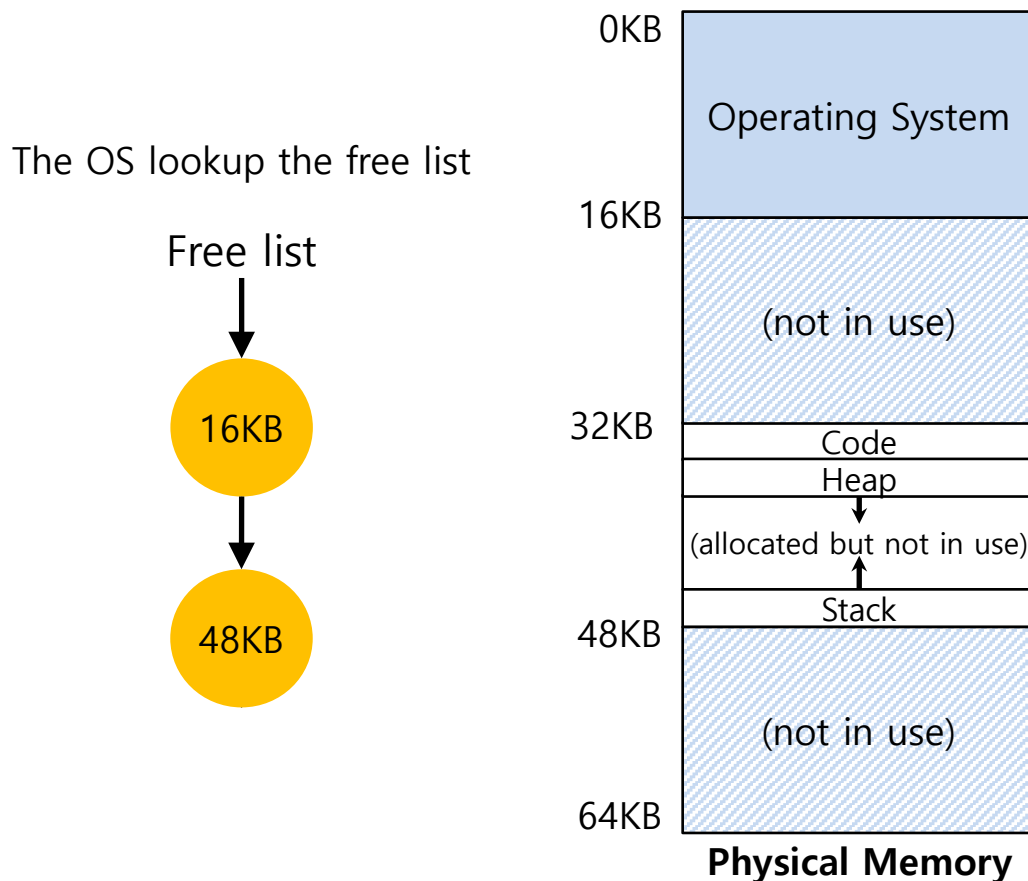 The OS lookup the free list
Free list
16KB
48KB
0KB
Operating System
16KB
(not in use)
32KB
Code
Heap
(allocated but not in use)
Stack
48KB
(not in use)
64KB
Physical Memory